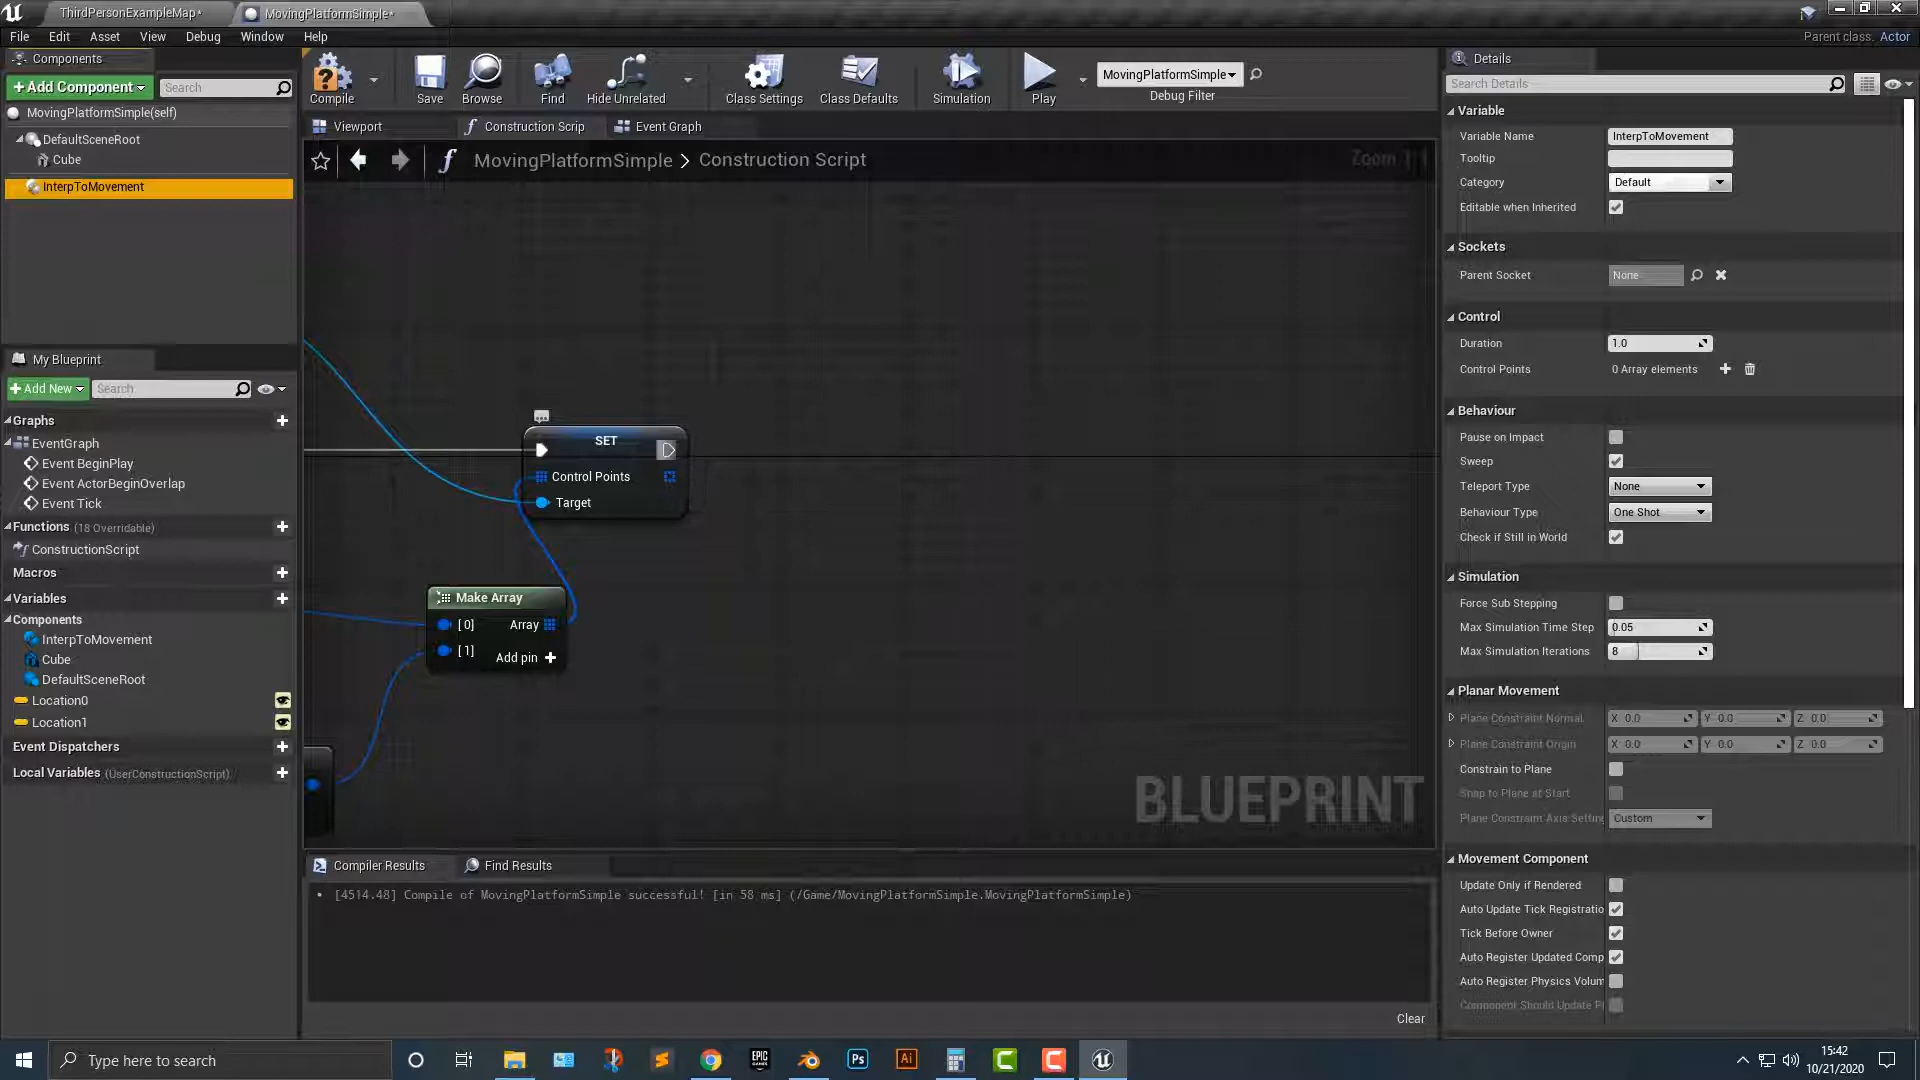 ThirdPersonExampleMap*
MovingPlatformSimple*
File Edit Asset View Debug Window Help
Parent class: Actor
Components
+Add Component
Search
MovingPlatformSimple(self)
DefaultSceneRoot
Cube
InterpToMovement
Compile
Save
Browse
Find
Hide Unrelated
Class Settings
Class Defaults
Simulation
Play
MovingPlatformSimple
Debug Filter
Viewport
Construction Scrip
Event Graph
MovingPlatformSimple > Construction Script
Zoom
SET
Control Points
Target
Make Array
[0] Array
[1]
Add pin +
BLUEPRINT
My Blueprint
+Add New
Search
Graphs
EventGraph
Event BeginPlay
Event ActorBeginOverlap
Event Tick
Functions (18 Overridable)
ConstructionScript
Macros
Variables
Components
InterpToMovement
Cube
DefaultSceneRoot
Location0
Location1
Event Dispatchers
Local Variables (UserConstructionScript)
Compiler Results
Find Results
[4514.48] Compile of MovingPlatformSimple successful! [in 58 ms] (/Game/MovingPlatformSimple.MovingPlatformSimple)
Clear
Details
Search Details
Variable
Variable Name InterpToMovement
Tooltip
Category Default
Editable when Inherited
Sockets
Parent Socket None
Control
Duration 1.0
Control Points 0 Array elements
Behaviour
Pause on Impact
Sweep
Teleport Type None
Behaviour Type One Shot
Check if Still in World
Simulation
Force Sub Stepping
Max Simulation Time Step 0.05
Max Simulation Iterations 8
Planar Movement
Plane Constraint Normal X 0.0 Y 0.0 Z 0.0
Plane Constraint Origin X 0.0 Y 0.0 Z 0.0
Constrain to Plane
Snap to Plane at Start
Plane Constraint Axis Setting Custom
Movement Component
Update Only if Rendered
Auto Update Tick Registratio
Tick Before Owner
Auto Register Updated Comp
Auto Register Physics Volum
Component Should Update P
Type here to search
EPIC GAMES
Ps
Ai
15:42
10/21/2020